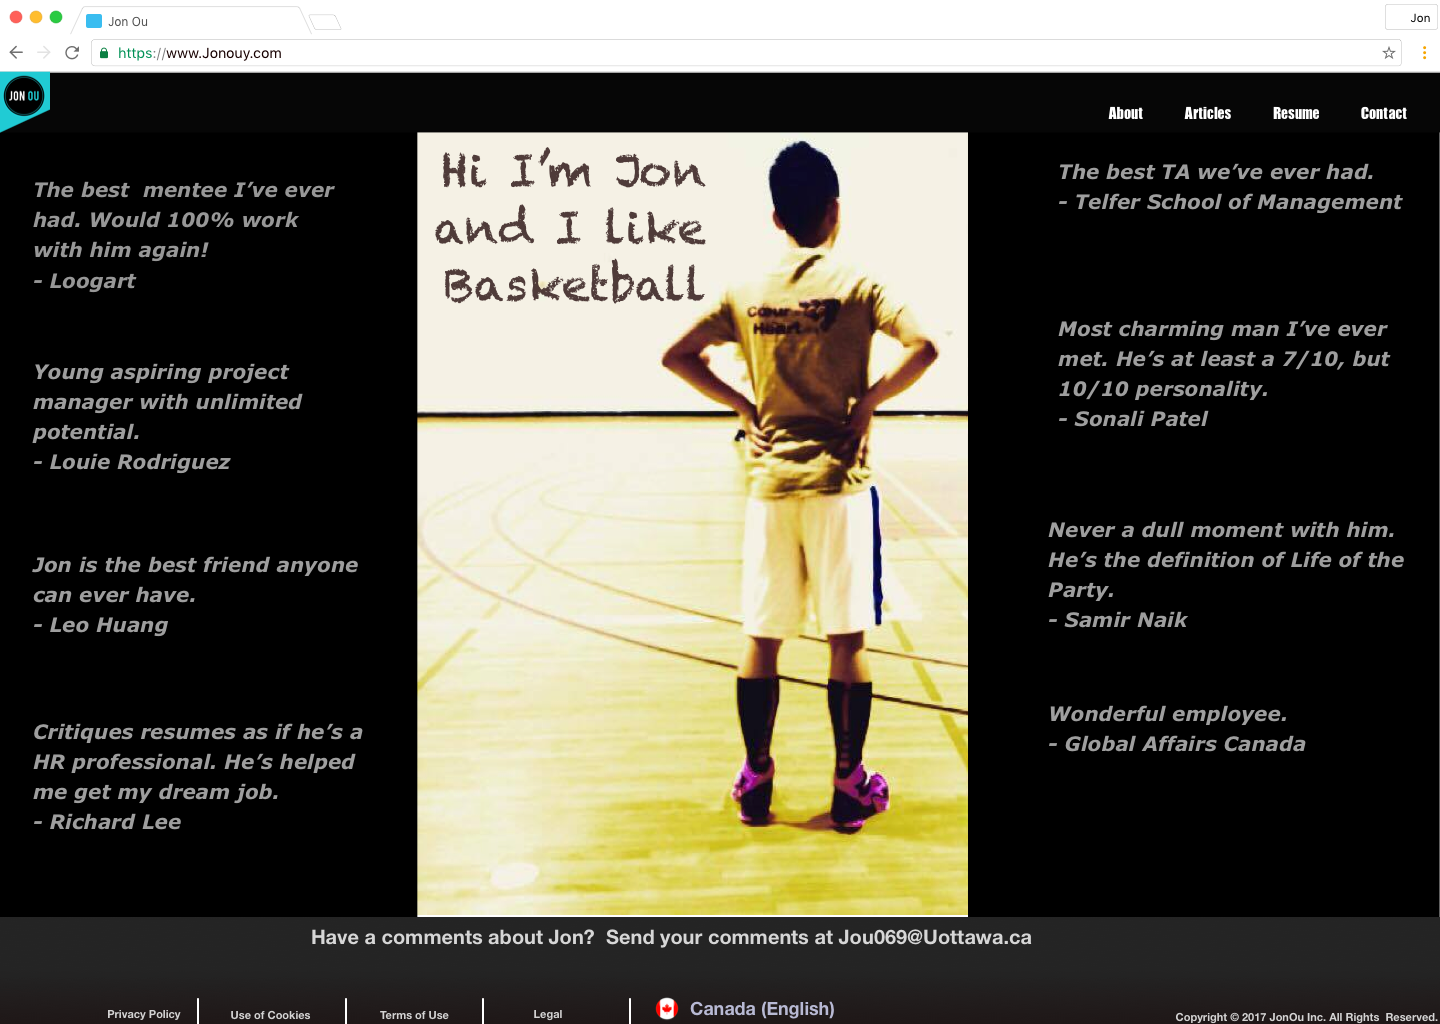 Jon Ou
Jon
https://www.Jonouy.com
JON OU
About
Articles
Resume
Contact
The best mentee I've ever
had. Would 100% work
with him again!
- Loogart
Young aspiring project
manager with unlimited
potential.
- Louie Rodriguez
Jon is the best friend anyone
can ever have.
- Leo Huang
Critiques resumes as if he's a
HR professional. He's helped
me get my dream job.
- Richard Lee
Hi I'm Jon
and I like
Basketball
Cœur
Heart
The best TA we've ever had.
- Telfer School of Management
Most charming man I've ever
met. He's at least a 7/10, but
10/10 personality.
- Sonali Patel
Never a dull moment with him.
He's the definition of Life of the
Party.
- Samir Naik
Wonderful employee.
- Global Affairs Canada
Have a comments about Jon? Send your comments at Jou069@Uottawa.ca
Privacy Policy
Use of Cookies
Terms of Use
Legal
Canada (English)
Copyright © 2017 JonOu Inc. All Rights Reserved.